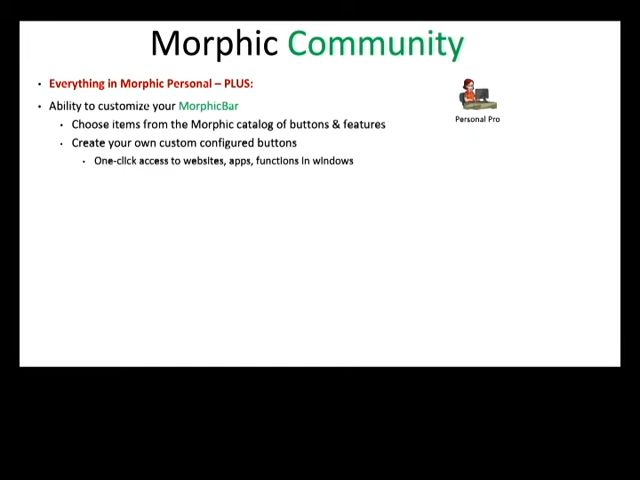 Morphic Community
• Everything in Morphic Personal – PLUS:
• Ability to customize your MorphicBar
• Choose items from the Morphic catalog of buttons & features
• Create your own custom configured buttons
• One-click access to websites, apps, functions in windows
Personal Pro